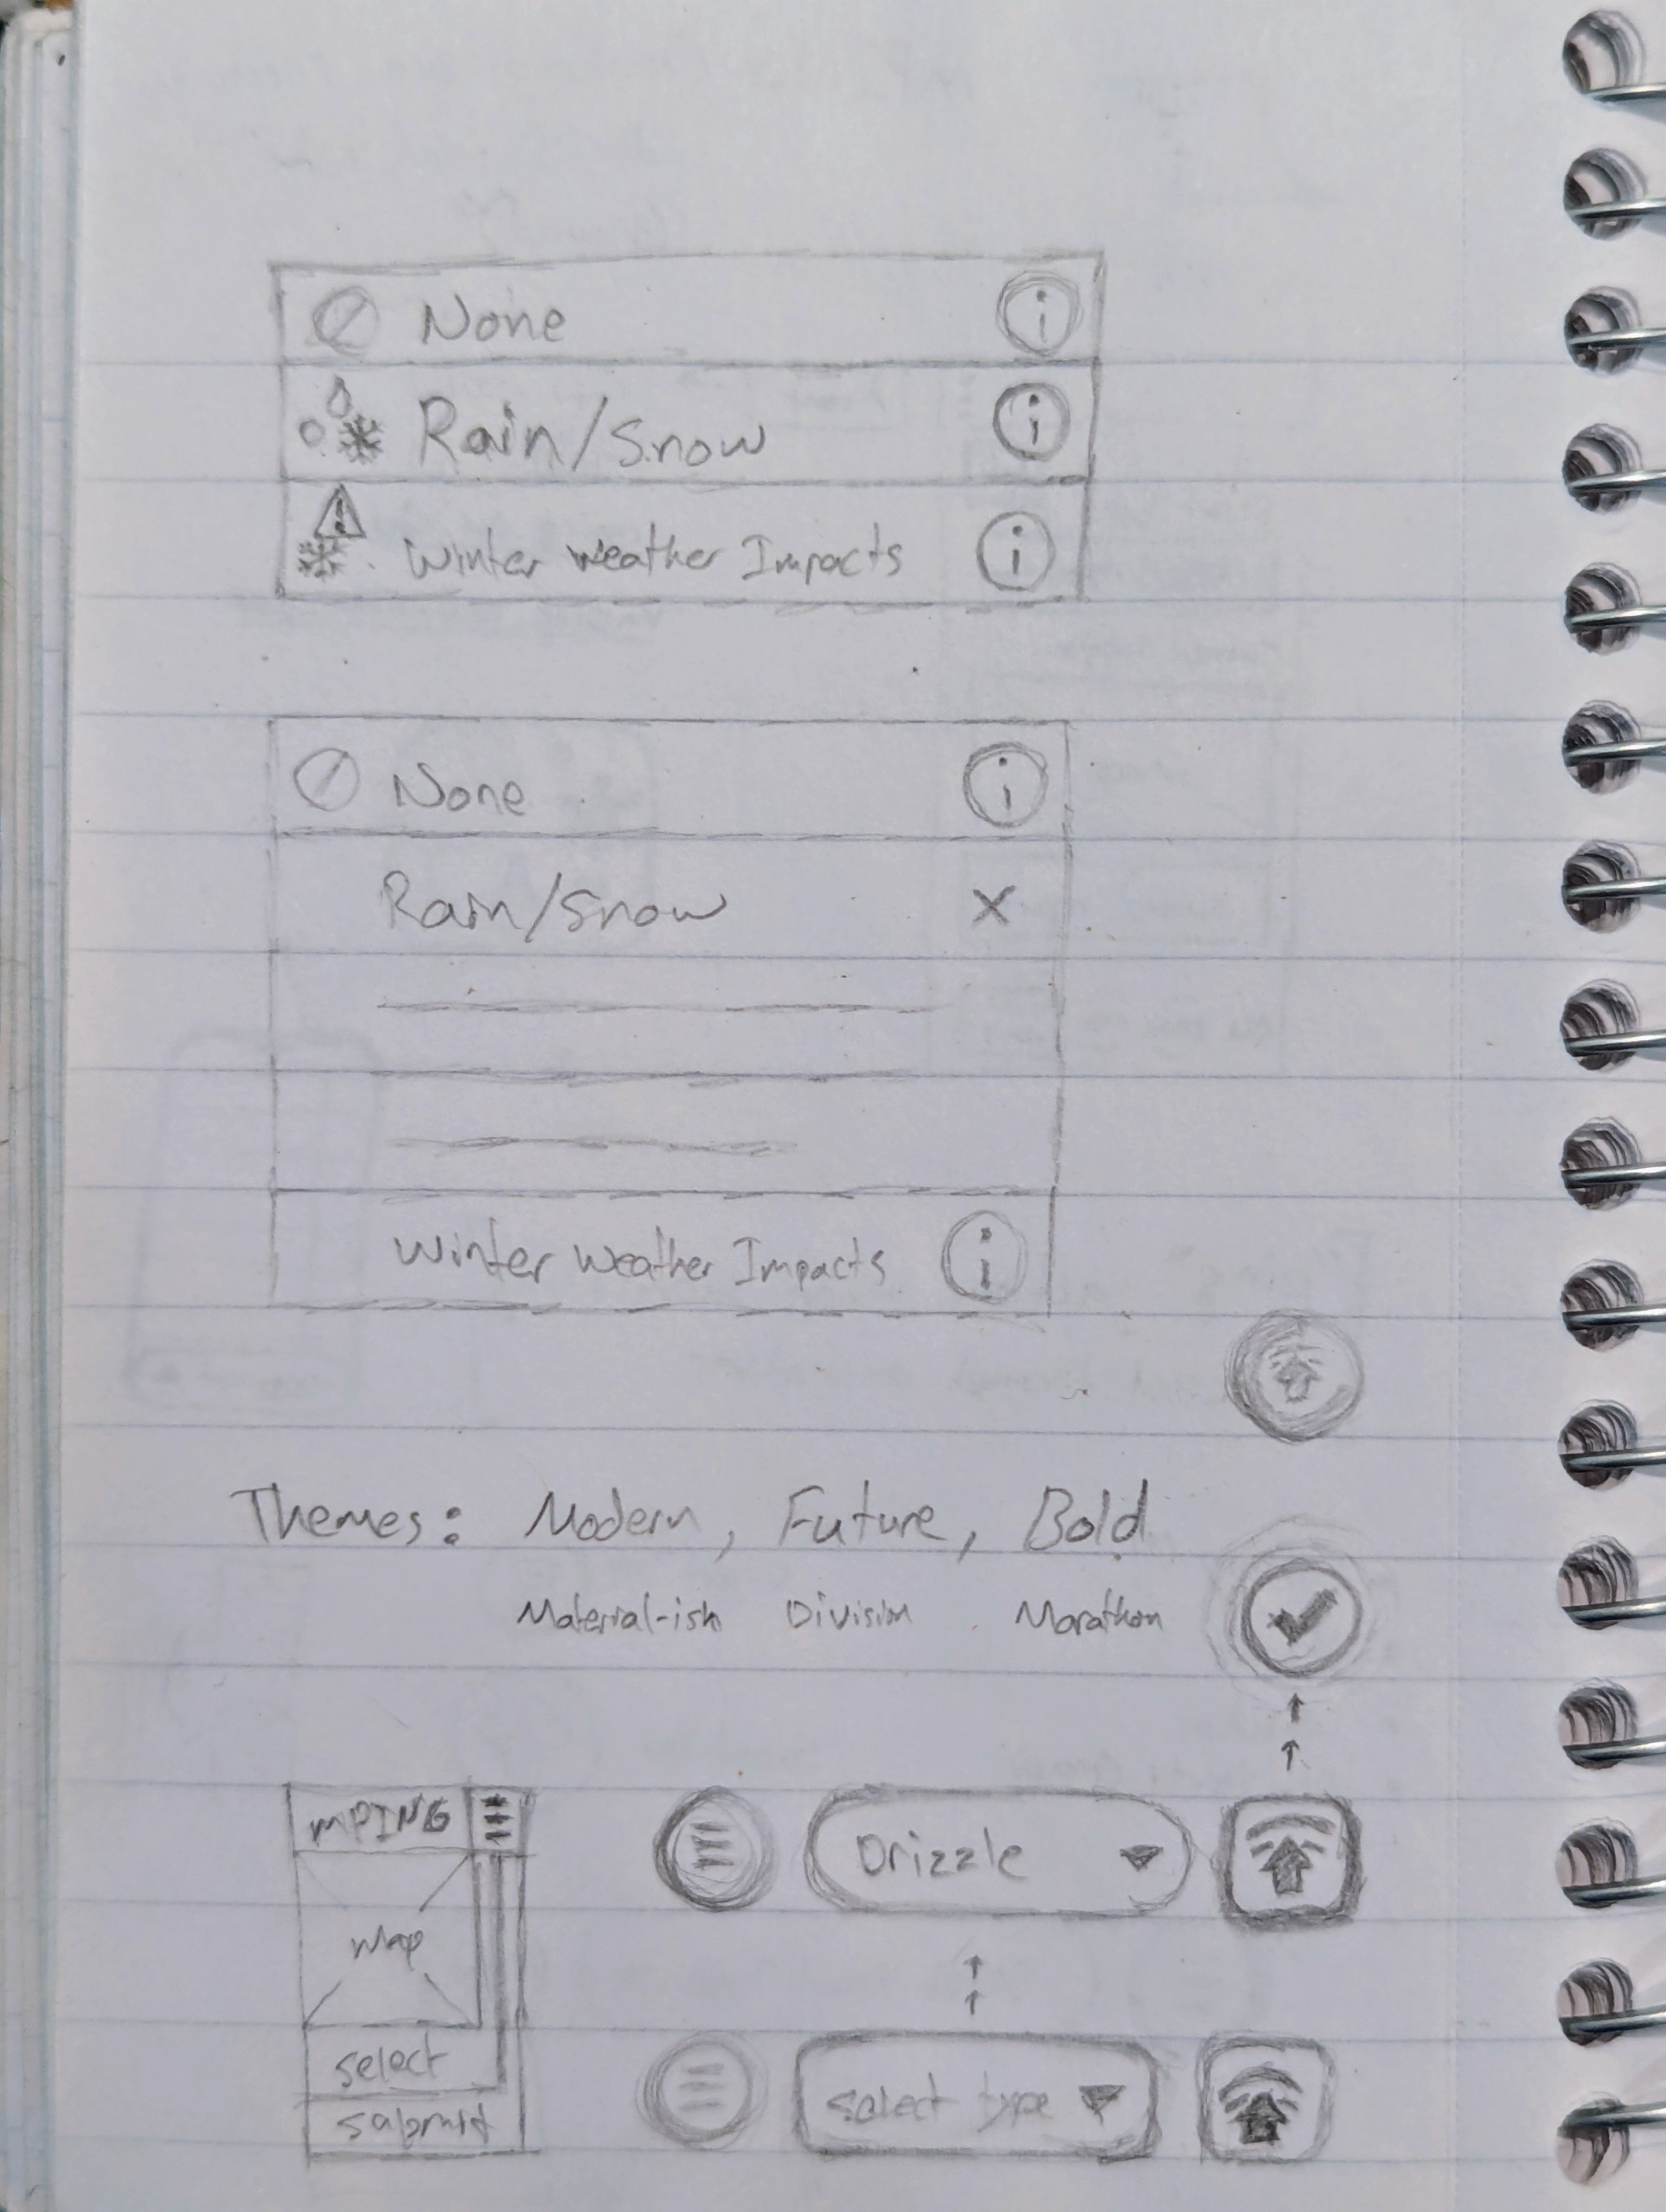 None i
Rain/Snow i
! Winter Weather Impacts i
None i
Rain/Snow X
Winter Weather Impacts i
Themes: Modern, Future, Bold
Material-ish Division Marathon
mPING
Map
select
submit
Drizzle
select type